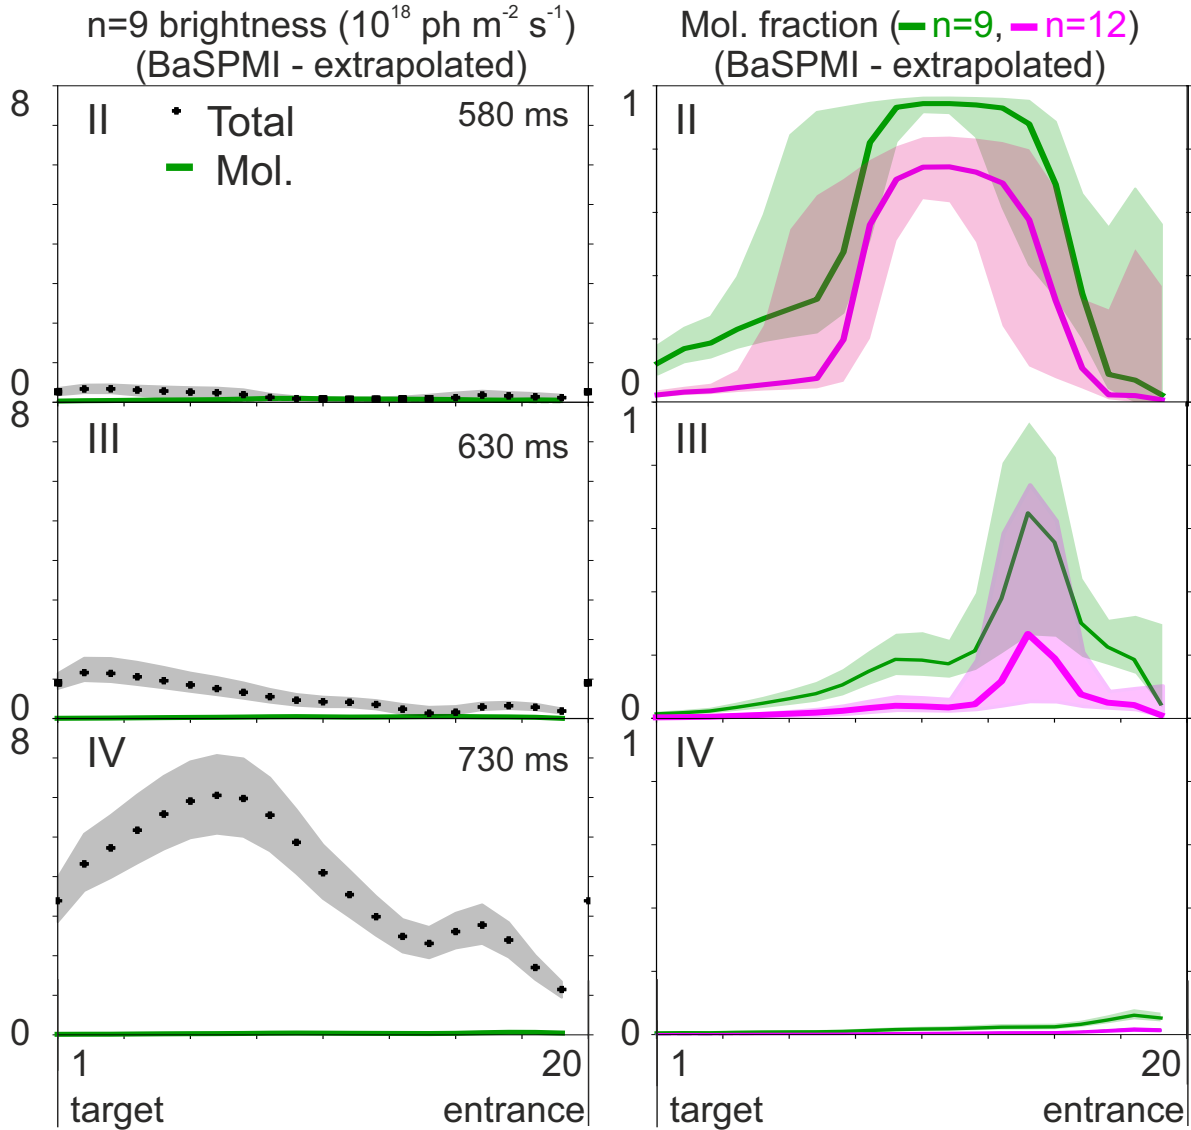 n=9 brightness (10¹⁸ ph m⁻² s⁻¹)
(BaSPMI - extrapolated)
Mol. fraction (n=9, n=12)
(BaSPMI - extrapolated)
8
II
Total
Mol.
580 ms
0
1
II
0
8
III
630 ms
0
1
III
0
8
IV
730 ms
0
1
IV
0
1
20
target
entrance
1
20
target
entrance